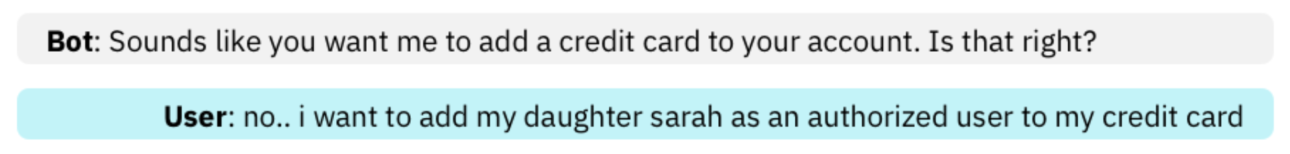 Bot: Sounds like you want me to add a credit card to your account. Is that right?
User: no.. i want to add my daughter sarah as an authorized user to my credit card